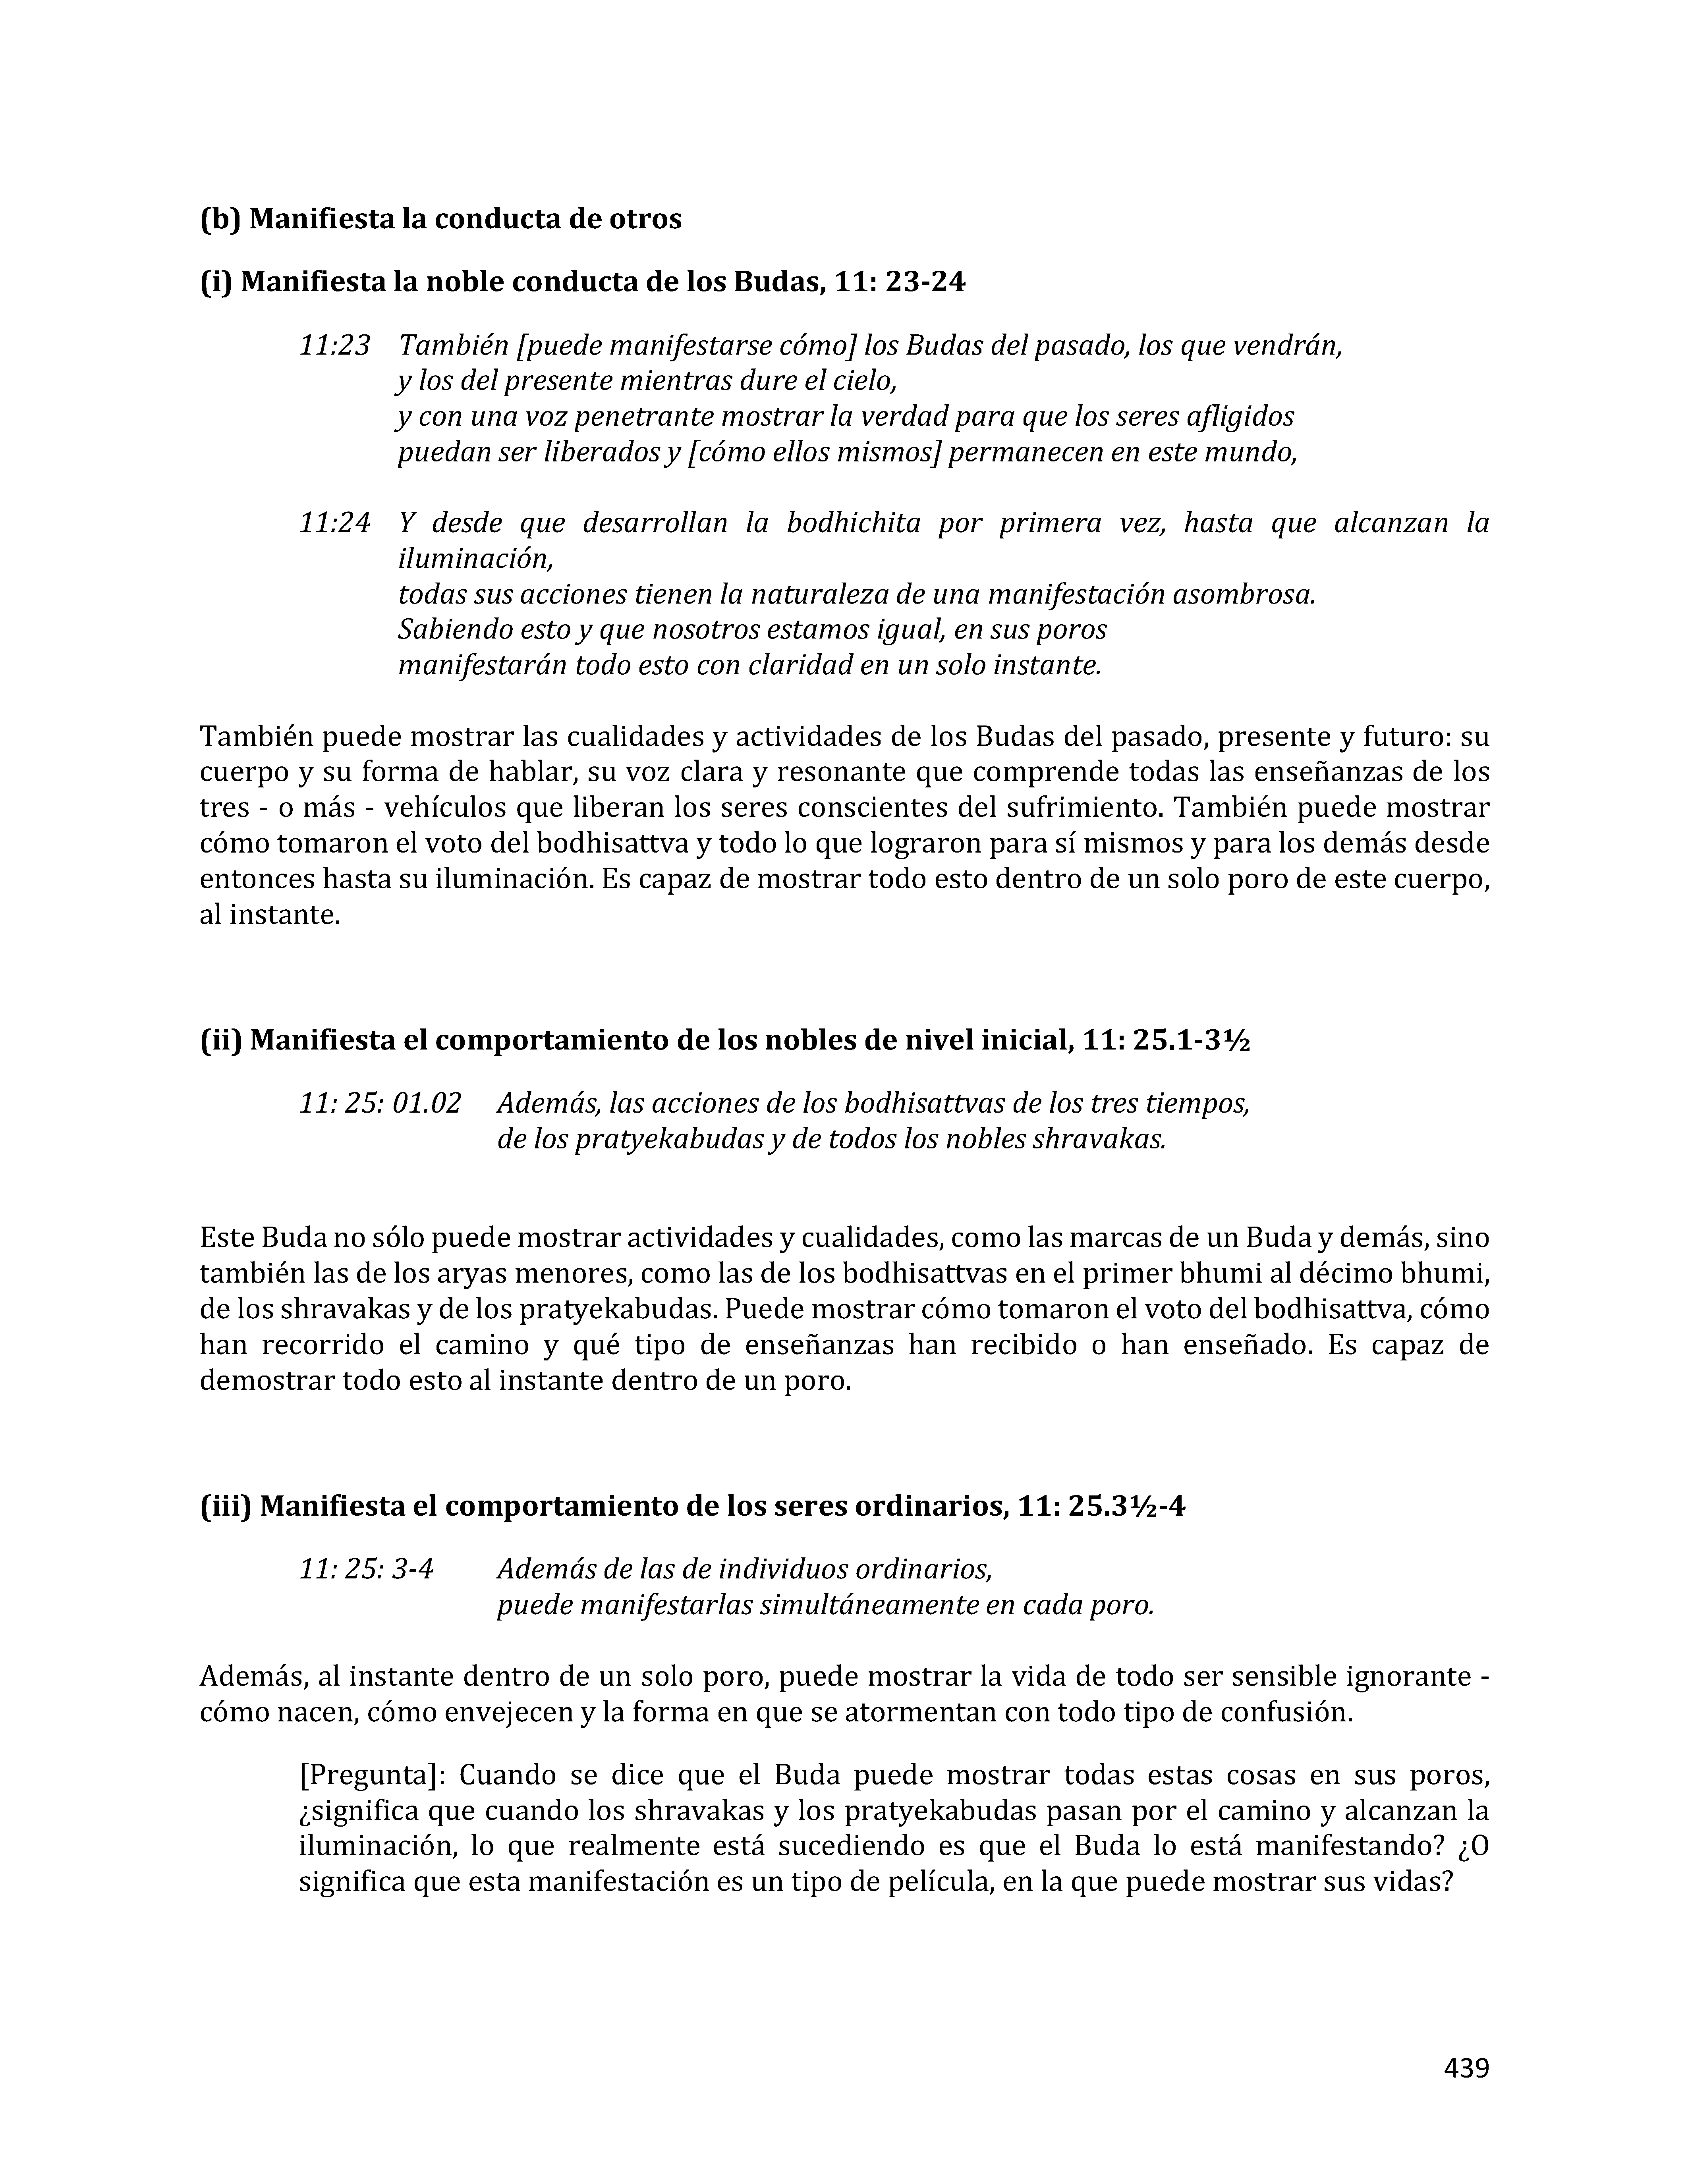 (b) Manifiesta la conducta de otros
(i) Manifiesta la noble conducta de los Budas, 11: 23-24
11:23 También [puede manifestarse cómo] los Budas del pasado, los que vendrán,
y los del presente mientras dure el cielo,
y con una voz penetrante mostrar la verdad para que los seres afligidos
puedan ser liberados y [cómo ellos mismos] permanecen en este mundo,
11:24 Y desde que desarrollan la bodhichita por primera vez, hasta que alcanzan la
iluminación,
todas sus acciones tienen la naturaleza de una manifestación asombrosa.
Sabiendo esto y que nosotros estamos igual, en sus poros
manifestarán todo esto con claridad en un solo instante.
También puede mostrar las cualidades y actividades de los Budas del pasado, presente y futuro: su
cuerpo y su forma de hablar, su voz clara y resonante que comprende todas las enseñanzas de los
tres - o más - vehículos que liberan los seres conscientes del sufrimiento. También puede mostrar
cómo tomaron el voto del bodhisattva y todo lo que lograron para sí mismos y para los demás desde
entonces hasta su iluminación. Es capaz de mostrar todo esto dentro de un solo poro de este cuerpo,
al instante.
(ii) Manifiesta el comportamiento de los nobles de nivel inicial, 11: 25.1-3½
11: 25: 01.02 Además, las acciones de los bodhisattvas de los tres tiempos,
de los pratyekabudas y de todos los nobles shravakas.
Este Buda no sólo puede mostrar actividades y cualidades, como las marcas de un Buda y demás, sino
también las de los aryas menores, como las de los bodhisattvas en el primer bhumi al décimo bhumi,
de los shravakas y de los pratyekabudas. Puede mostrar cómo tomaron el voto del bodhisattva, cómo
han recorrido el camino y qué tipo de enseñanzas han recibido o han enseñado. Es capaz de
demostrar todo esto al instante dentro de un poro.
(iii) Manifiesta el comportamiento de los seres ordinarios, 11: 25.3½-4
11: 25: 3-4 Además de las de individuos ordinarios,
puede manifestarlas simultáneamente en cada poro.
Además, al instante dentro de un solo poro, puede mostrar la vida de todo ser sensible ignorante -
cómo nacen, cómo envejecen y la forma en que se atormentan con todo tipo de confusión.
[Pregunta]: Cuando se dice que el Buda puede mostrar todas estas cosas en sus poros,
¿significa que cuando los shravakas y los pratyekabudas pasan por el camino y alcanzan la
iluminación, lo que realmente está sucediendo es que el Buda lo está manifestando? ¿O
significa que esta manifestación es un tipo de película, en la que puede mostrar sus vidas?
439